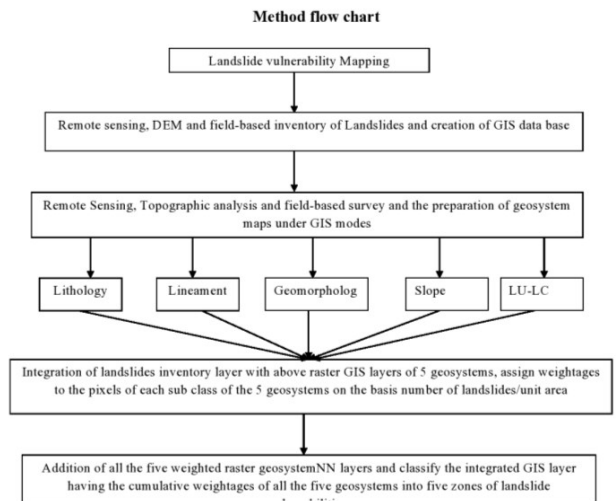 Method flow chart
Landslide vulnerability Mapping
Remote sensing, DEM and field-based inventory of Landslides and creation of GIS data base
Remote Sensing, Topographic analysis and field-based survey and the preparation of geosystem
maps under GIS modes
Lithology
Lineament
Geomorpholog
Slope
LU-LC
Integration of landslides inventory layer with above raster GIS layers of 5 geosystems, assign weightages
to the pixels of each sub class of the 5 geosystems on the basis number of landslides/unit area
Addition of all the five weighted raster geosystemNN layers and classify the integrated GIS layer
having the cumulative weightages of all the five geosystems into five zones of landslide